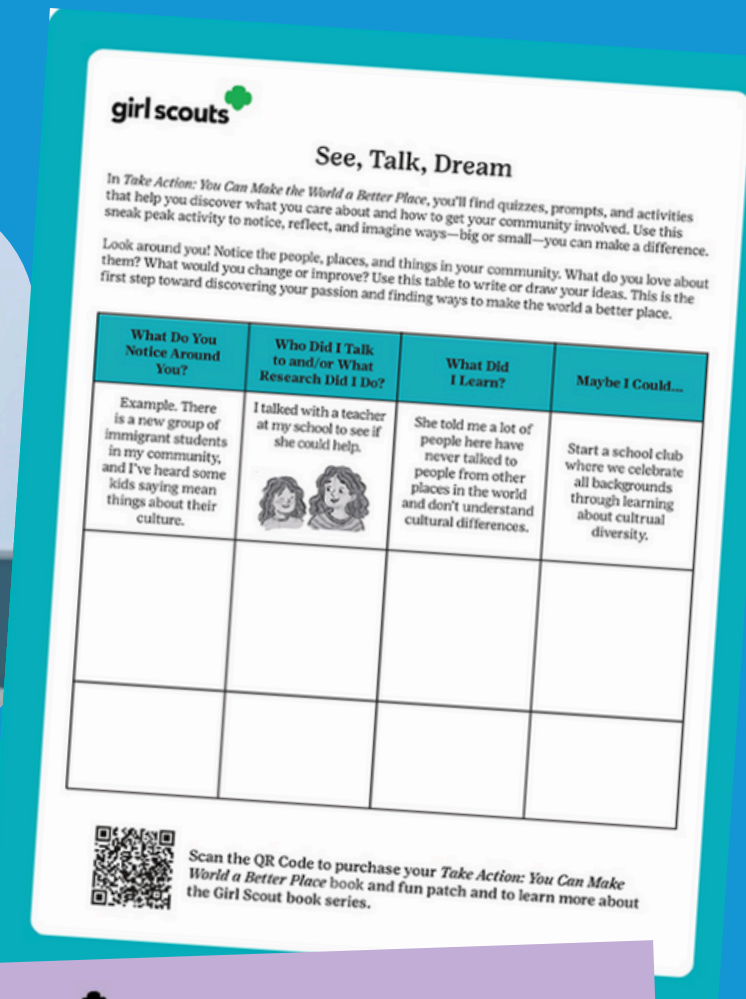 girl scouts
See, Talk, Dream
In Take Action: You Can Make the World a Better Place, you'll find quizzes, prompts, and activities
that help you discover what you care about and how to get your community involved. Use this
sneak peak activity to notice, reflect, and imagine ways—big or small—you can make a difference.
Look around you! Notice the people, places, and things in your community. What do you love about
them? What would you change or improve? Use this table to write or draw your ideas. This is the
first step toward discovering your passion and finding ways to make the world a better place.
What Do You
Notice Around
You?
Who Did I Talk
to and/or What
Research Did I Do?
What Did
I Learn?
Maybe I Could...
Example. There
is a new group of
immigrant students
in my community,
and I've heard some
kids saying mean
things about their
culture.
I talked with a teacher
at my school to see if
she could help.
She told me a lot of
people here have
never talked to
people from other
places in the world
and don't understand
cultural differences.
Start a school club
where we celebrate
all backgrounds
through learning
about cultrual
diversity.
Scan the QR Code to purchase your Take Action: You Can Make
World a Better Place book and fun patch and to learn more about
the Girl Scout book series.